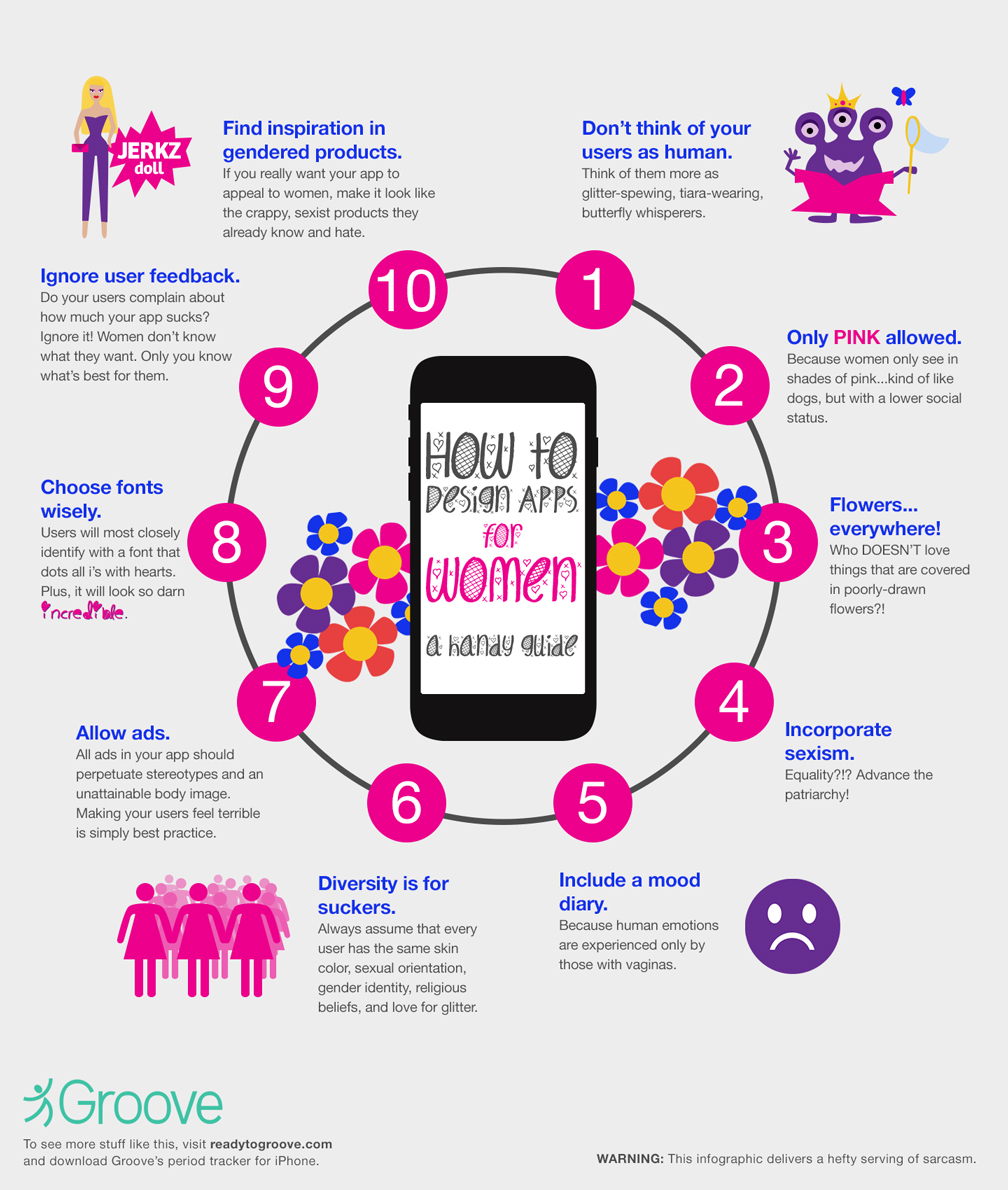 HOW to
Design Apps
for
women
a handy guide
1
Don't think of your
users as human.
Think of them more as
glitter-spewing, tiara-wearing,
butterfly whisperers.
2
Only PINK allowed.
Because women only see in
shades of pink...kind of like
dogs, but with a lower social
status.
3
Flowers...
everywhere!
Who DOESN'T love
things that are covered
in poorly-drawn
flowers?!
4
Incorporate
sexism.
Equality?!? Advance the
patriarchy!
5
Include a mood
diary.
Because human emotions
are experienced only by
those with vaginas.
6
Diversity is for
suckers.
Always assume that every
user has the same skin
color, sexual orientation,
gender identity, religious
beliefs, and love for glitter.
7
Allow ads.
All ads in your app should
perpetuate stereotypes and an
unattainable body image.
Making your users feel terrible
is simply best practice.
8
Choose fonts
wisely.
Users will most closely
identify with a font that
dots all i's with hearts.
Plus, it will look so darn
incredible.
9
Ignore user feedback.
Do your users complain about
how much your app sucks?
Ignore it! Women don't know
what they want. Only you know
what's best for them.
10
Find inspiration in
gendered products.
If you really want your app to
appeal to women, make it look like
the crappy, sexist products they
already know and hate.
JERKZ
doll
Groove
To see more stuff like this, visit readytogroove.com
and download Groove's period tracker for iPhone.
WARNING: This infographic delivers a hefty serving of sarcasm.